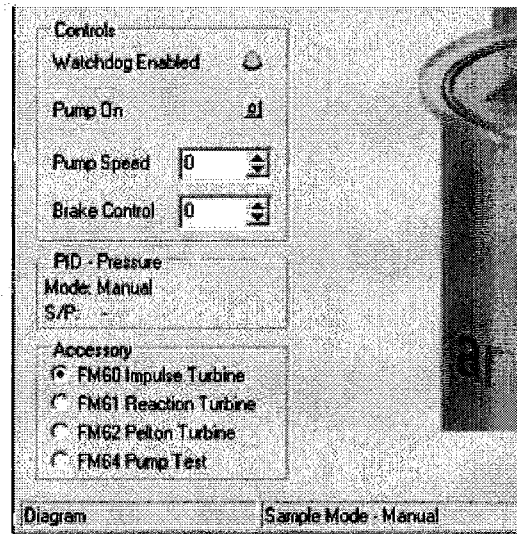 Controls
Watchdog Enabled
Pump On
Pump Speed 0
Brake Control 0
PID - Pressure
Mode: Manual
S/P: -
Accessory
FM60 Impulse Turbine
FM61 Reaction Turbine
FM62 Pelton Turbine
FM64 Pump Test
Diagram Sample Mode - Manual